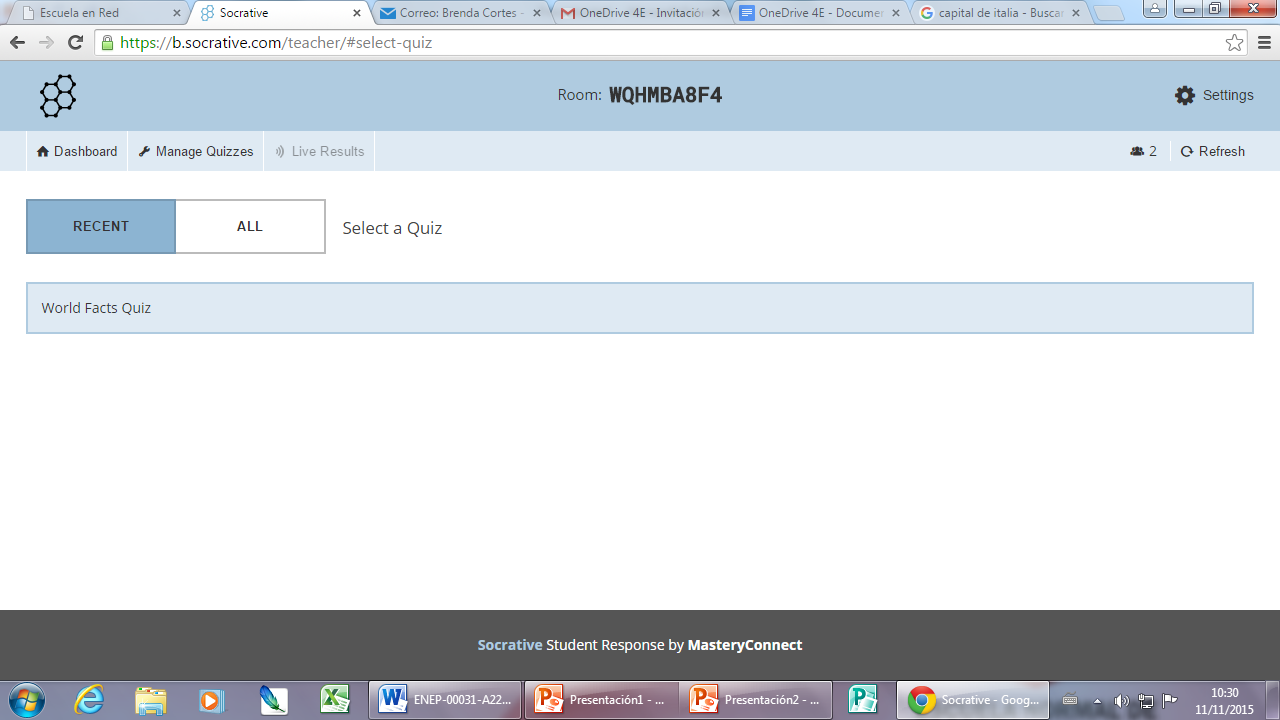 Escuela en Red
Socrative
Correo: Brenda Cortes -
OneDrive 4E - Invitación
OneDrive 4E - Documen
capital de italia - Buscar
https://b.socrative.com/teacher/#select-quiz
Room: WQHMBA8F4
Settings
Dashboard
Manage Quizzes
Live Results
2
Refresh
RECENT
ALL
Select a Quiz
World Facts Quiz
Socrative Student Response by MasteryConnect
ENEP-00031-A22...
Presentación1 - ...
Presentación2 - ...
Socrative - Goog...
10:30
11/11/2015